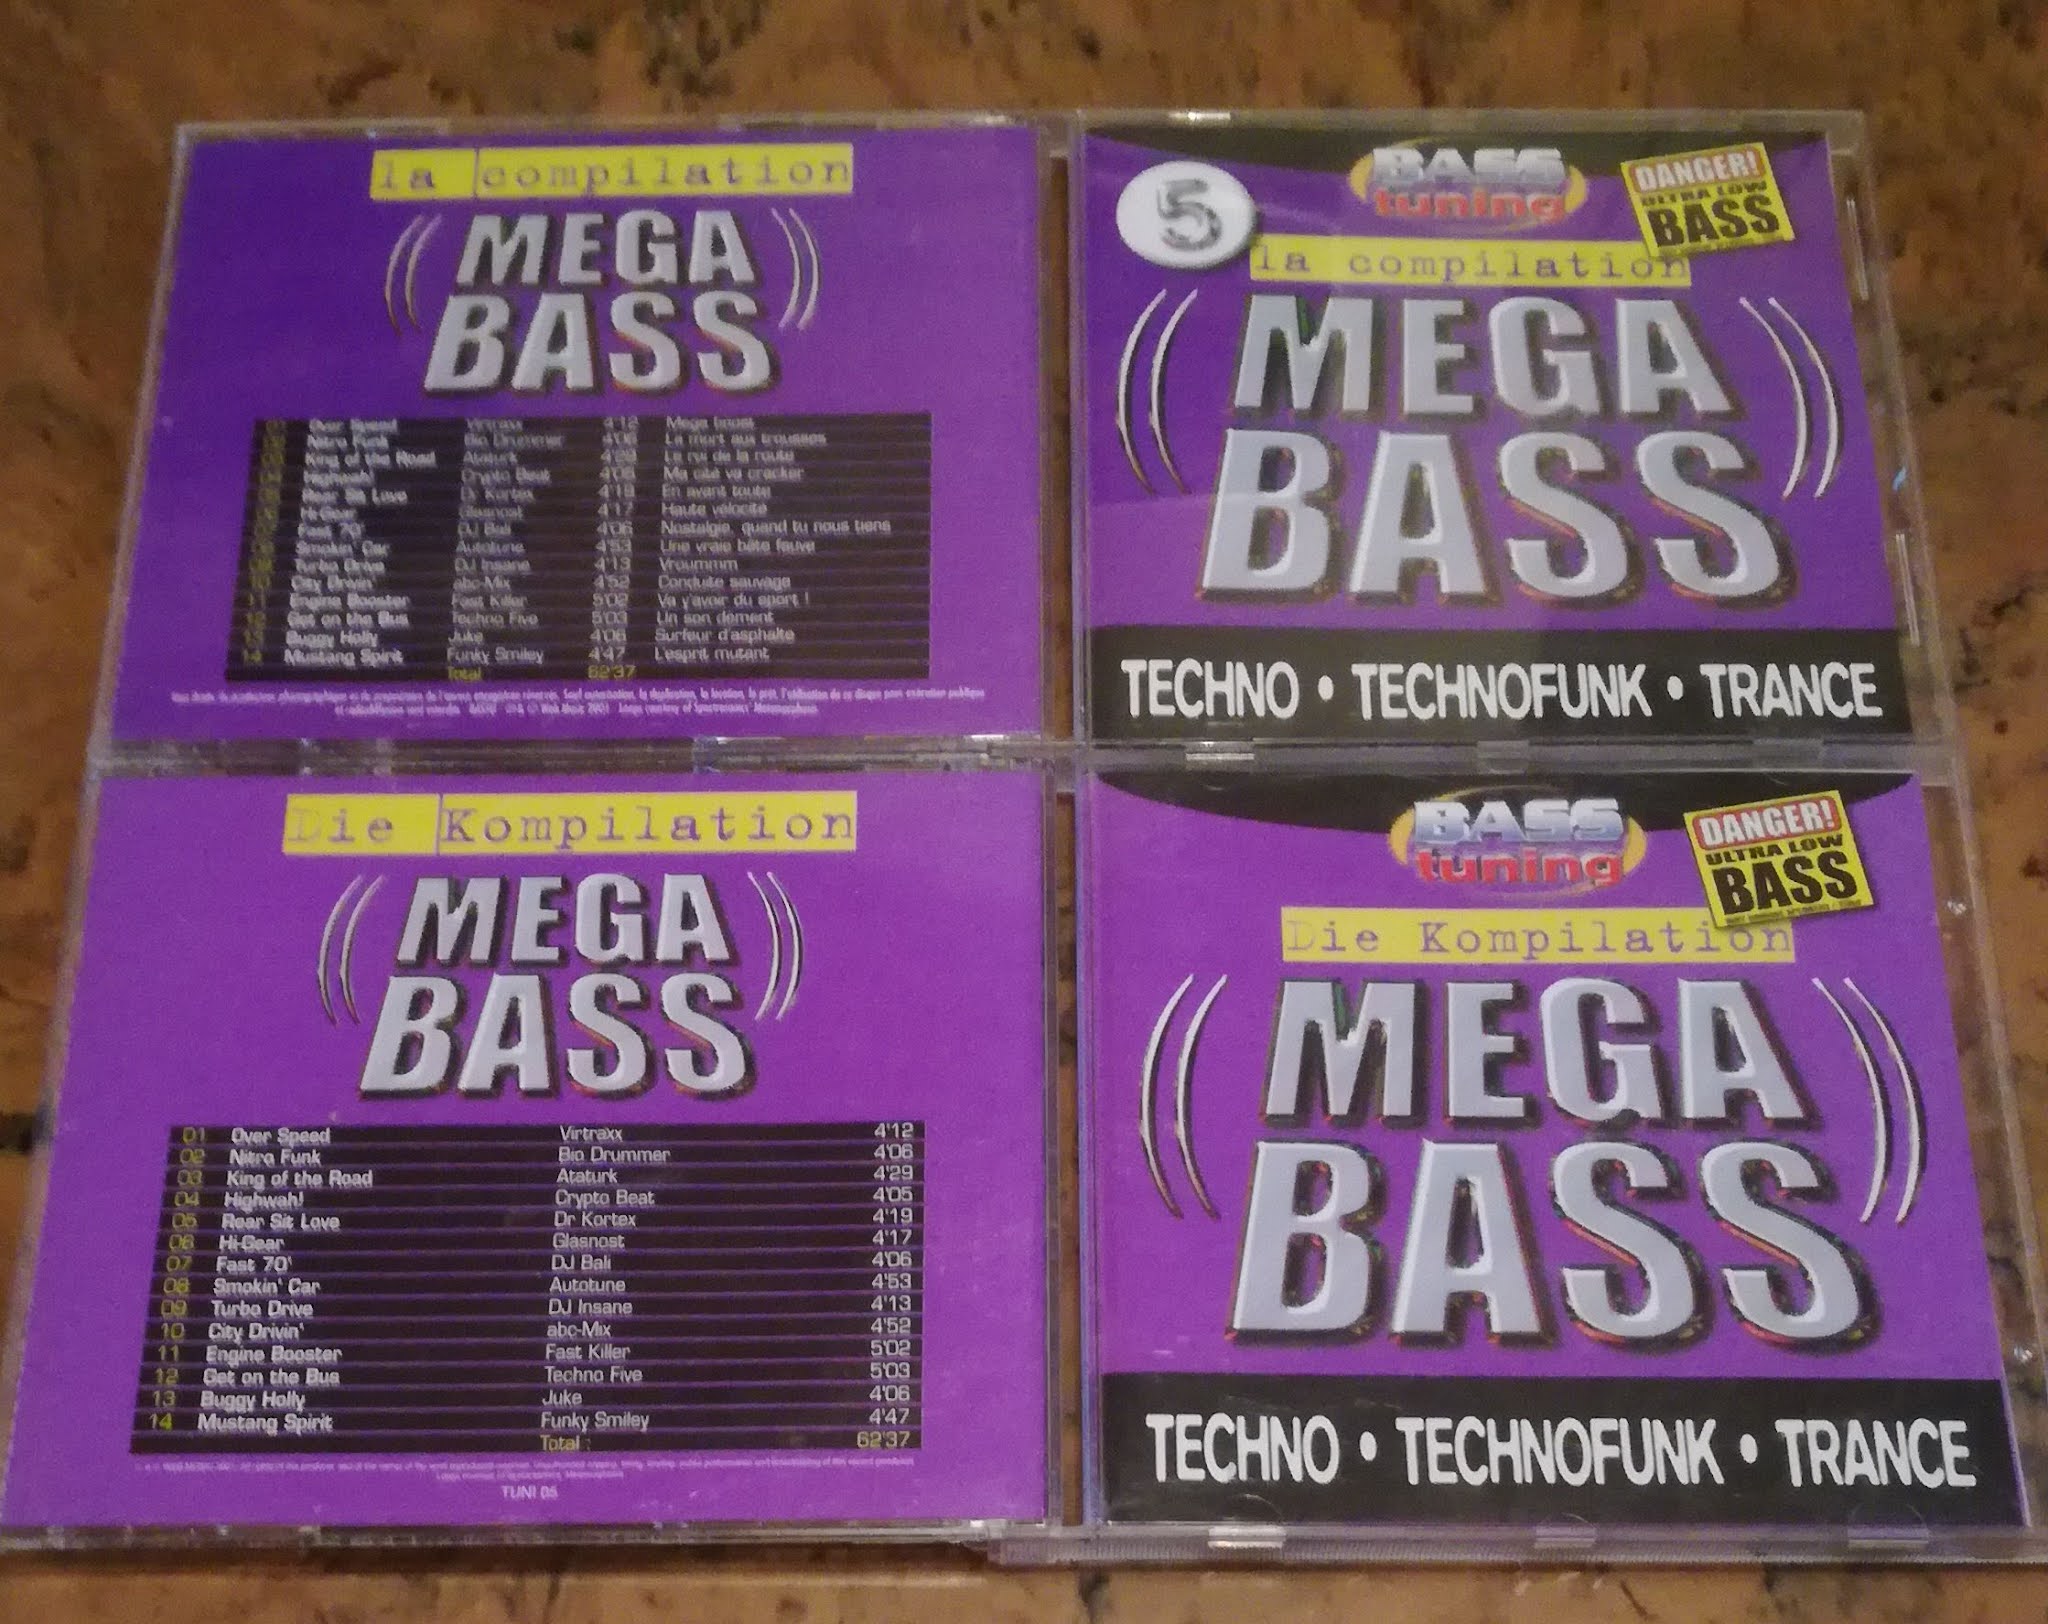 la compilation
MEGA
BASS
01 Over Speed Virtraxx 4'12 Mega boost
02 Nitro Funk Bio Drummer 4'06 La mort aux trousses
03 King of the Road Ataturk 4'29 Le roi de la route
04 Highwah! Crypto Beat 4'05 Ma cité va cracker
05 Rear Sit Love Dr Kortex 4'19 En avant toute
06 Hi-Gear Glasnost 4'17 Haute vélocité
07 Fast 70' DJ Bali 4'06 Nostalgie, quand tu nous tiens
08 Smokin' Car Autotune 4'53 Une vraie bête fauve
09 Turbo Drive DJ Insane 4'13 Vroummm
10 City Drivin' abc-Mix 4'52 Conduite sauvage
11 Engine Booster Fast Killer 5'02 Va y'avoir du sport !
12 Get on the Bus Techno Five 5'03 Un son dément
13 Buggy Holly Juke 4'06 Surfeur d'asphalte
14 Mustang Spirit Funky Smiley 4'47 L'esprit mutant
Total 62'37
5
BASS
tuning
DANGER!
ULTRA LOW
BASS
la compilation
MEGA
BASS
TECHNO • TECHNOFUNK • TRANCE
Die Kompilation
MEGA
BASS
01 Over Speed Virtraxx 4'12
02 Nitro Funk Bio Drummer 4'06
03 King of the Road Ataturk 4'29
04 Highwah! Crypto Beat 4'05
05 Rear Sit Love Dr Kortex 4'19
06 Hi-Gear Glasnost 4'17
07 Fast 70' DJ Bali 4'06
08 Smokin' Car Autotune 4'53
09 Turbo Drive DJ Insane 4'13
10 City Drivin' abc-Mix 4'52
11 Engine Booster Fast Killer 5'02
12 Get on the Bus Techno Five 5'03
13 Buggy Holly Juke 4'06
14 Mustang Spirit Funky Smiley 4'47
Total : 62'37
TUNI 05
BASS
tuning
DANGER!
ULTRA LOW
BASS
Die Kompilation
MEGA
BASS
TECHNO • TECHNOFUNK • TRANCE